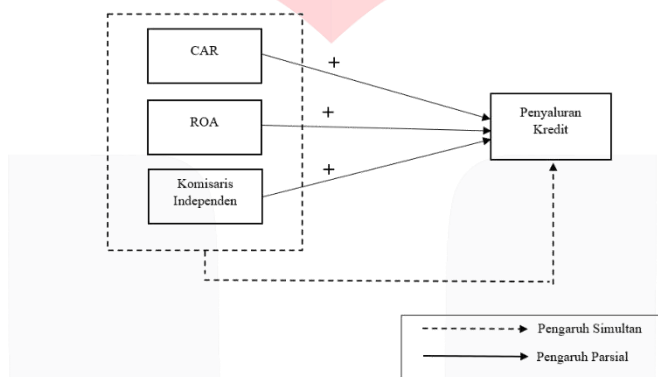 CAR
+
ROA
+
Komisaris
Independen
+
Penyaluran
Kredit
Pengaruh Simultan
Pengaruh Parsial